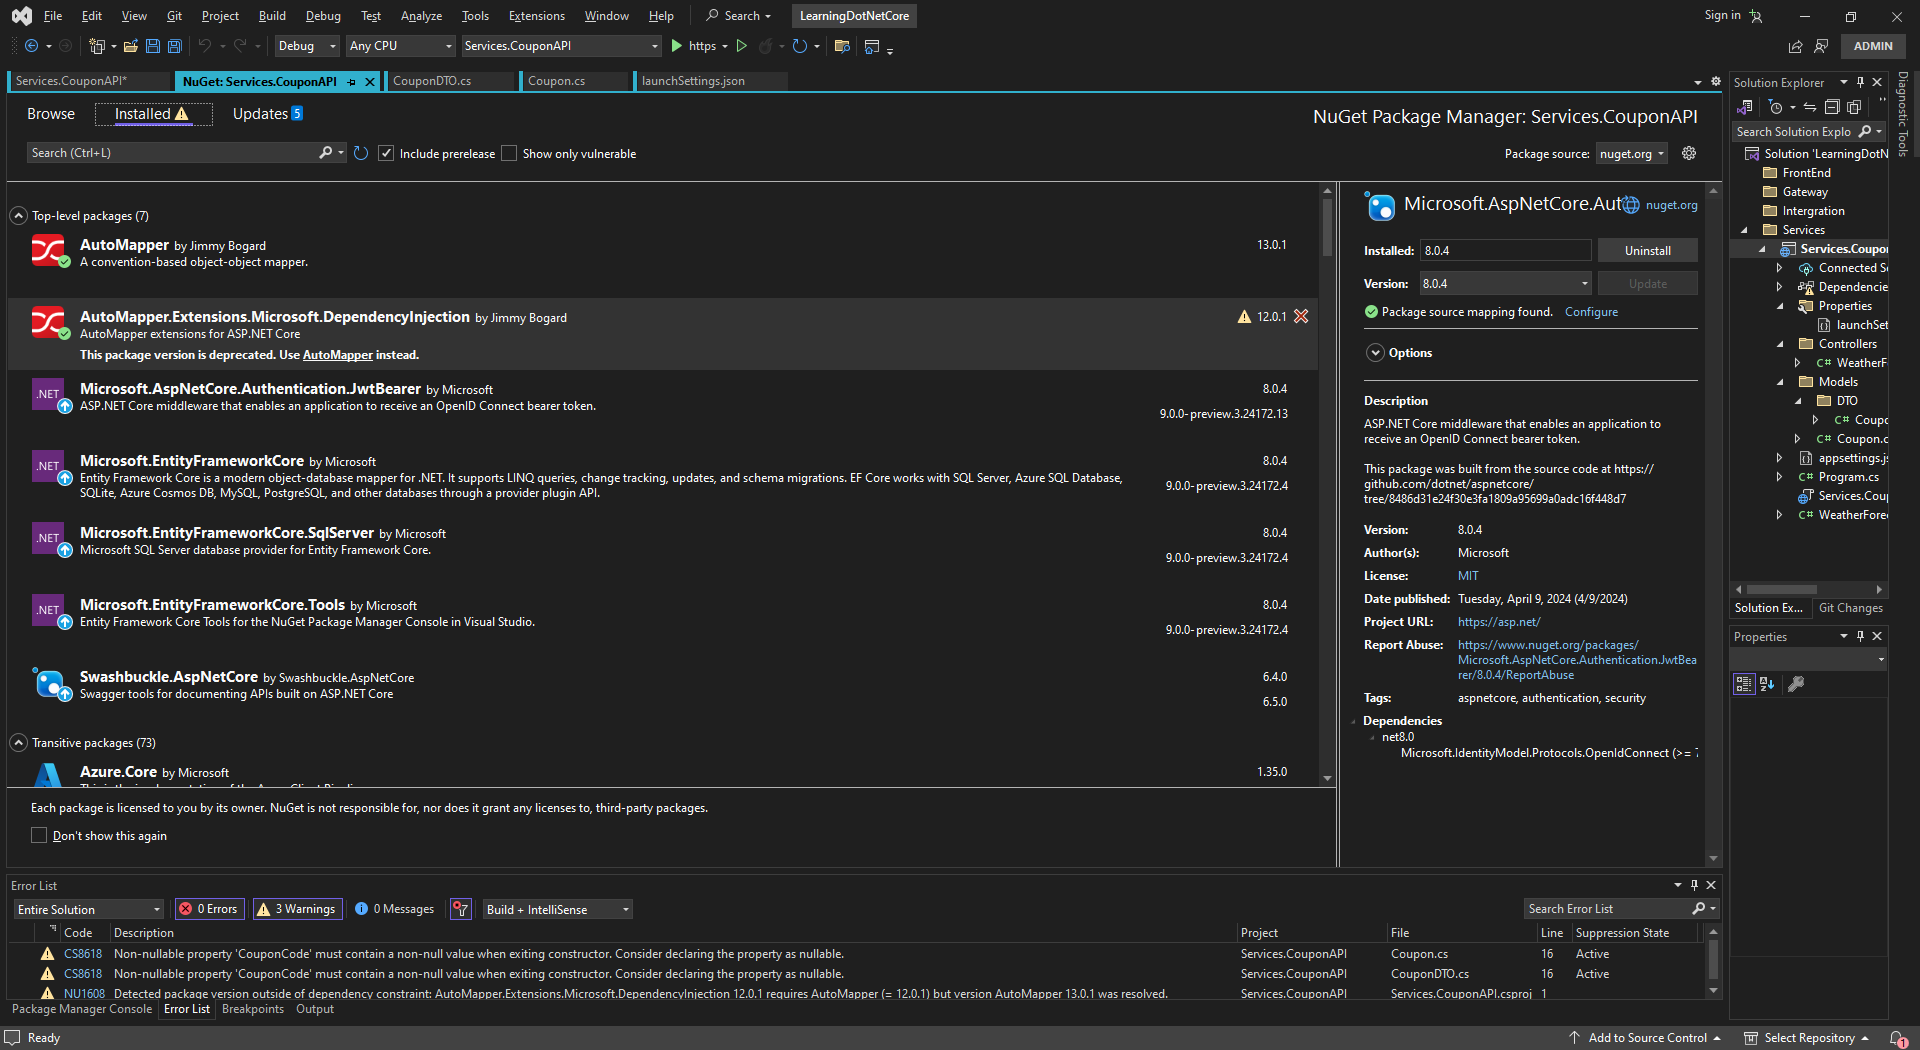 File Edit View Git Project Build Debug Test Analyze Tools Extensions Window Help Search LearningDotNetCore Sign in
Debug Any CPU Services.CouponAPI https ADMIN
Services.CouponAPI* NuGet: Services.CouponAPI CouponDTO.cs Coupon.cs launchSettings.json
Browse Installed Updates 5
NuGet Package Manager: Services.CouponAPI
Search (Ctrl+L) Include prerelease Show only vulnerable
Package source: nuget.org
Top-level packages (7)
AutoMapper by Jimmy Bogard 13.0.1
A convention-based object-object mapper.
AutoMapper.Extensions.Microsoft.DependencyInjection by Jimmy Bogard 12.0.1
AutoMapper extensions for ASP.NET Core
This package version is deprecated. Use AutoMapper instead.
.NET Microsoft.AspNetCore.Authentication.JwtBearer by Microsoft 8.0.4
ASP.NET Core middleware that enables an application to receive an OpenID Connect bearer token.
9.0.0-preview.3.24172.13
.NET Microsoft.EntityFrameworkCore by Microsoft 8.0.4
Entity Framework Core is a modern object-database mapper for .NET. It supports LINQ queries, change tracking, updates, and schema migrations. EF Core works with SQL Server, Azure SQL Database,
SQLite, Azure Cosmos DB, MySQL, PostgreSQL, and other databases through a provider plugin API.
9.0.0-preview.3.24172.4
.NET Microsoft.EntityFrameworkCore.SqlServer by Microsoft 8.0.4
Microsoft SQL Server database provider for Entity Framework Core.
9.0.0-preview.3.24172.4
.NET Microsoft.EntityFrameworkCore.Tools by Microsoft 8.0.4
Entity Framework Core Tools for the NuGet Package Manager Console in Visual Studio.
9.0.0-preview.3.24172.4
Swashbuckle.AspNetCore by Swashbuckle.AspNetCore 6.4.0
Swagger tools for documenting APIs built on ASP.NET Core
6.5.0
Transitive packages (73)
Azure.Core by Microsoft 1.35.0
Each package is licensed to you by its owner. NuGet is not responsible for, nor does it grant any licenses to, third-party packages.
Don't show this again
Microsoft.AspNetCore.Aut nuget.org
Installed: 8.0.4 Uninstall
Version: 8.0.4 Update
Package source mapping found. Configure
Options
Description
ASP.NET Core middleware that enables an application to
receive an OpenID Connect bearer token.
This package was built from the source code at https://
github.com/dotnet/aspnetcore/
tree/8486d31e24f30e3fa1809a95699a0adc16f448d7
Version: 8.0.4
Author(s): Microsoft
License: MIT
Date published: Tuesday, April 9, 2024 (4/9/2024)
Project URL: https://asp.net/
Report Abuse: https://www.nuget.org/packages/
Microsoft.AspNetCore.Authentication.JwtBea
rer/8.0.4/ReportAbuse
Tags: aspnetcore, authentication, security
Dependencies
net8.0
Microsoft.IdentityModel.Protocols.OpenIdConnect (>= 7
Solution Explorer
Search Solution Explo
Solution 'LearningDotN
FrontEnd
Gateway
Intergration
Services
Services.Coupon
Connected Se
Dependencie
Properties
launchSet
Controllers
WeatherFo
Models
DTO
C# Coupo
C# Coupon.c
appsettings.js
C# Program.cs
Services.Coup
C# WeatherForec
Solution Ex... Git Changes
Properties
Diagnostic Tools
Error List
Entire Solution 0 Errors 3 Warnings 0 Messages Build + IntelliSense Search Error List
Code Description Project File Line Suppression State
CS8618 Non-nullable property 'CouponCode' must contain a non-null value when exiting constructor. Consider declaring the property as nullable. Services.CouponAPI Coupon.cs 16 Active
CS8618 Non-nullable property 'CouponCode' must contain a non-null value when exiting constructor. Consider declaring the property as nullable. Services.CouponAPI CouponDTO.cs 16 Active
NU1608 Detected package version outside of dependency constraint: AutoMapper.Extensions.Microsoft.DependencyInjection 12.0.1 requires AutoMapper (= 12.0.1) but version AutoMapper 13.0.1 was resolved. Services.CouponAPI Services.CouponAPI.csproj 1
Package Manager Console Error List Breakpoints Output
Ready Add to Source Control Select Repository 1